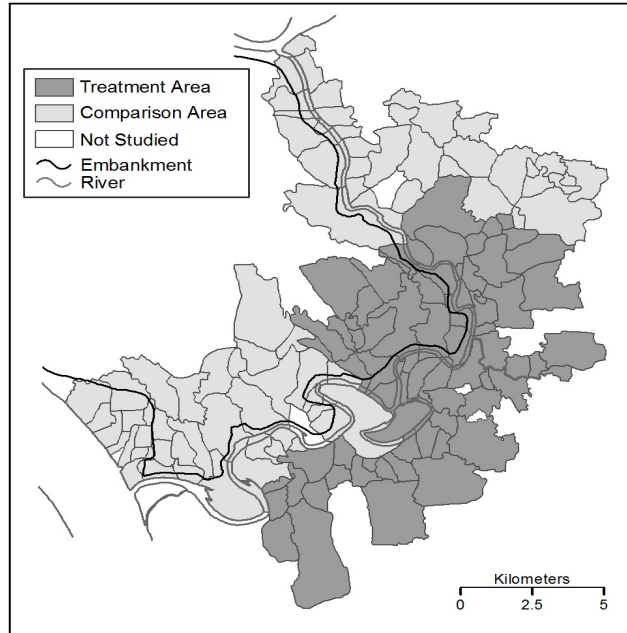 Treatment Area
Comparison Area
Not Studied
Embankment
River
Kilometers
0 2.5 5